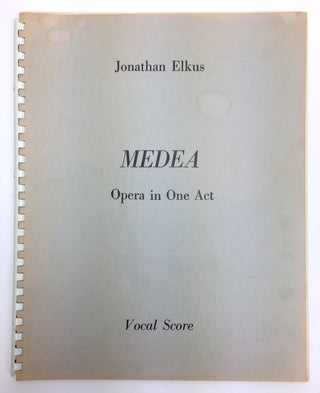 Jonathan Elkus
MEDEA
Opera in One Act
Vocal Score